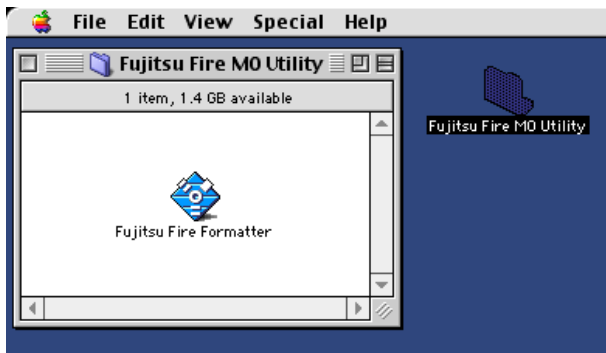 File Edit View Special Help
Fujitsu Fire MO Utility
1 item, 1.4 GB available
Fujitsu Fire MO Utility
Fujitsu Fire Formatter